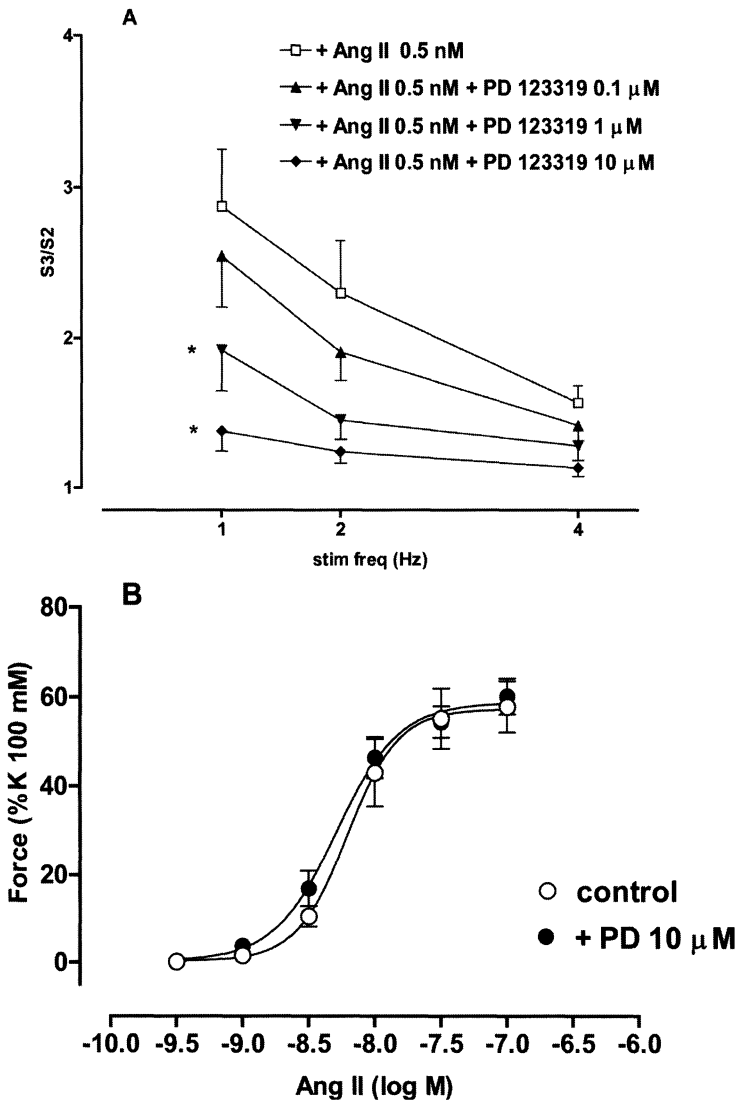 A
+ Ang II 0.5 nM
+ Ang II 0.5 nM + PD 123319 0.1 μM
+ Ang II 0.5 nM + PD 123319 1 μM
+ Ang II 0.5 nM + PD 123319 10 μM
4
3
2
1
S3/S2
*
*
1 2 4
stim freq (Hz)
B
80
60
40
20
0
Force (%K 100 mM)
control
+ PD 10 μM
-10.0 -9.5 -9.0 -8.5 -8.0 -7.5 -7.0 -6.5 -6.0
Ang II (log M)